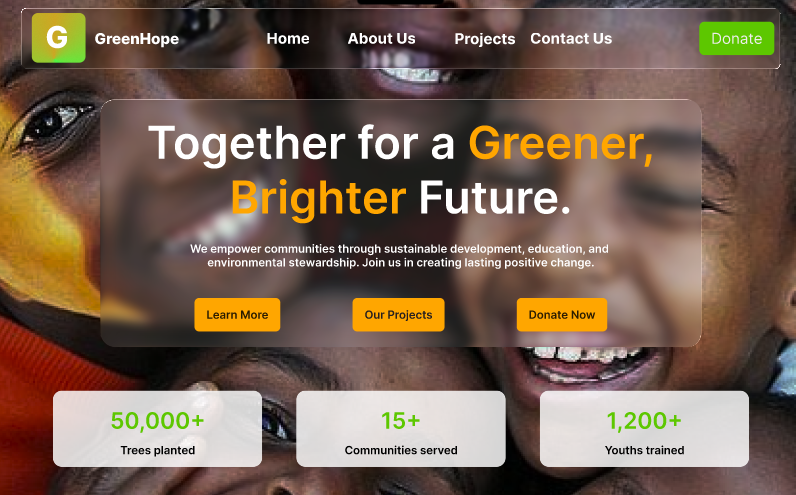 G GreenHope Home About Us Projects Contact Us Donate
Together for a Greener,
Brighter Future.
We empower communities through sustainable development, education, and
environmental stewardship. Join us in creating lasting positive change.
Learn More Our Projects Donate Now
50,000+ 15+ 1,200+
Trees planted Communities served Youths trained